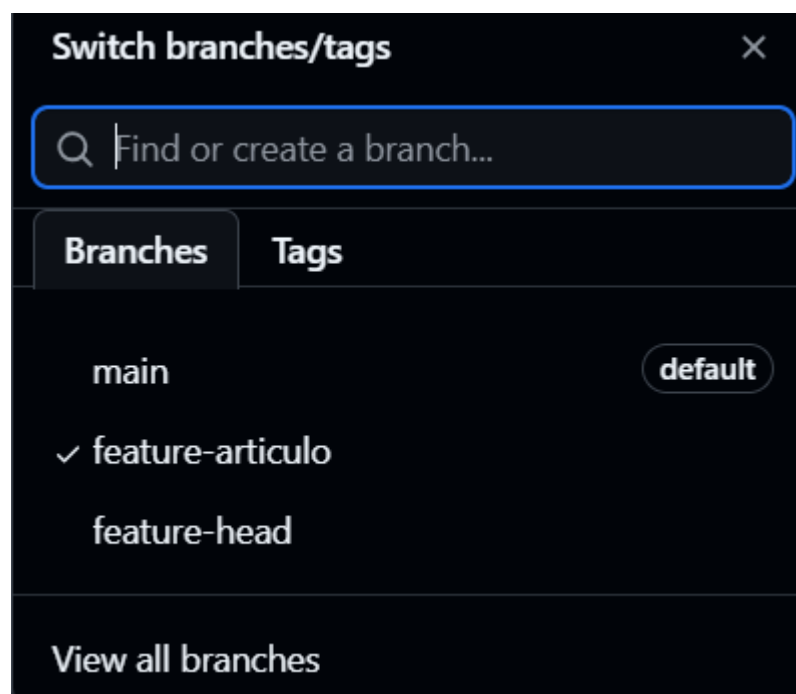 Switch branches/tags
Find or create a branch...
Branches Tags
main default
feature-articulo
feature-head
View all branches